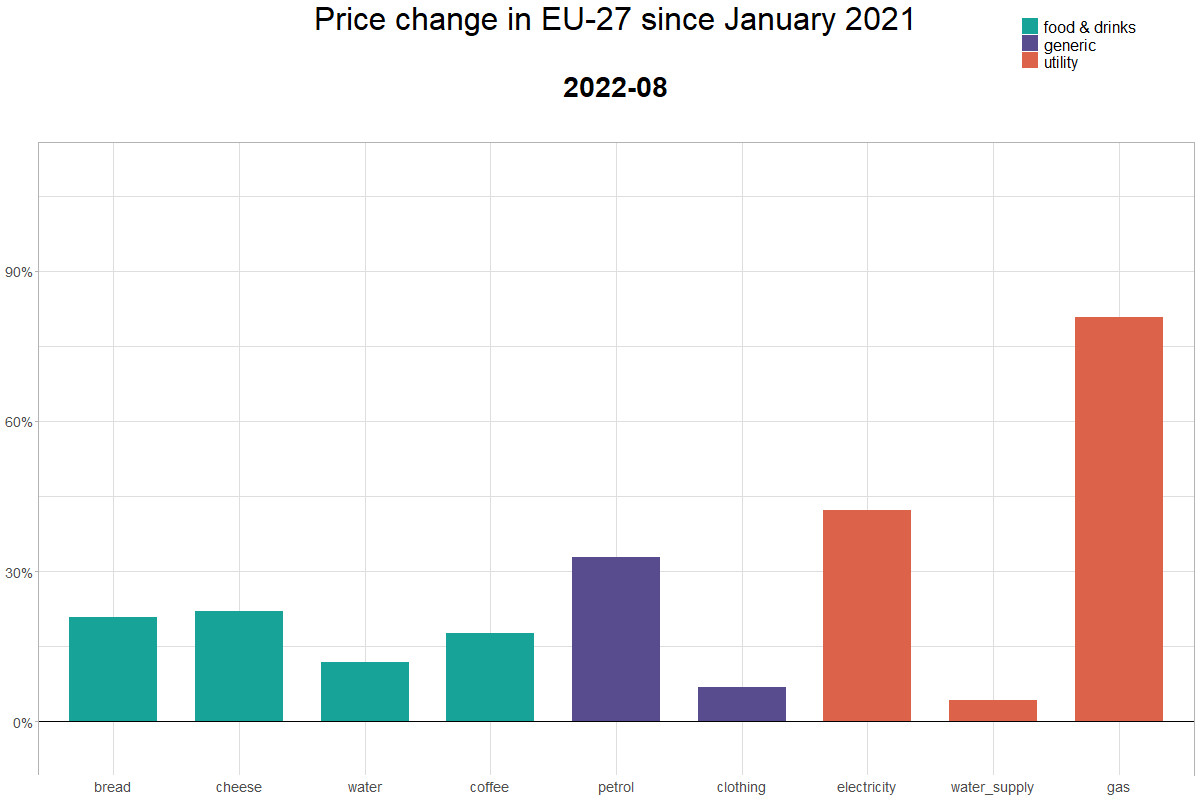 Price change in EU-27 since January 2021
food & drinks
generic
utility
2022-08
90%
60%
30%
0%
bread cheese water coffee petrol clothing electricity water_supply gas